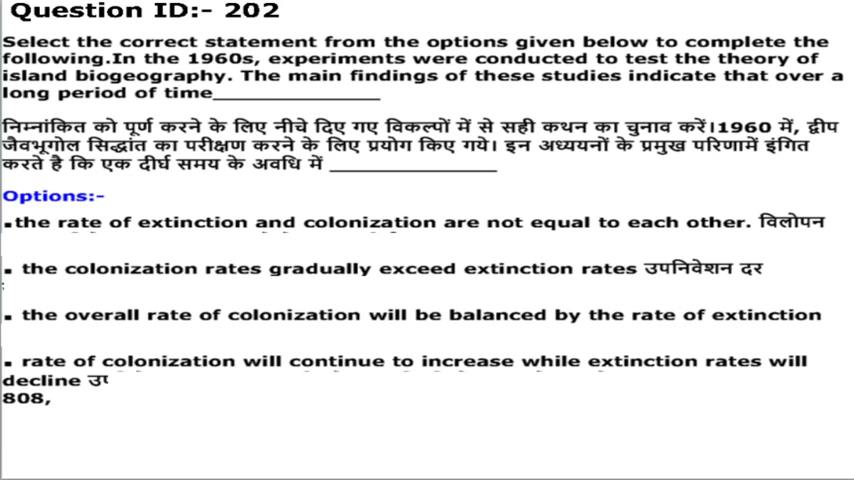 Question ID:- 202
Select the correct statement from the options given below to complete the
following.In the 1960s, experiments were conducted to test the theory of
island biogeography. The main findings of these studies indicate that over a
long period of time_______________
निम्नांकित को पूर्ण करने के लिए नीचे दिए गए विकल्पों में से सही कथन का चुनाव करें।1960 में, द्वीप
जैवभूगोल सिद्धांत का परीक्षण करने के लिए प्रयोग किए गये। इन अध्ययनों के प्रमुख परिणामें इंगित
करते है कि एक दीर्घ समय के अवधि में _______________
Options:-
▪the rate of extinction and colonization are not equal to each other. विलोपन
▪ the colonization rates gradually exceed extinction rates उपनिवेशन दर
▪ the overall rate of colonization will be balanced by the rate of extinction
▪ rate of colonization will continue to increase while extinction rates will
decline
808,